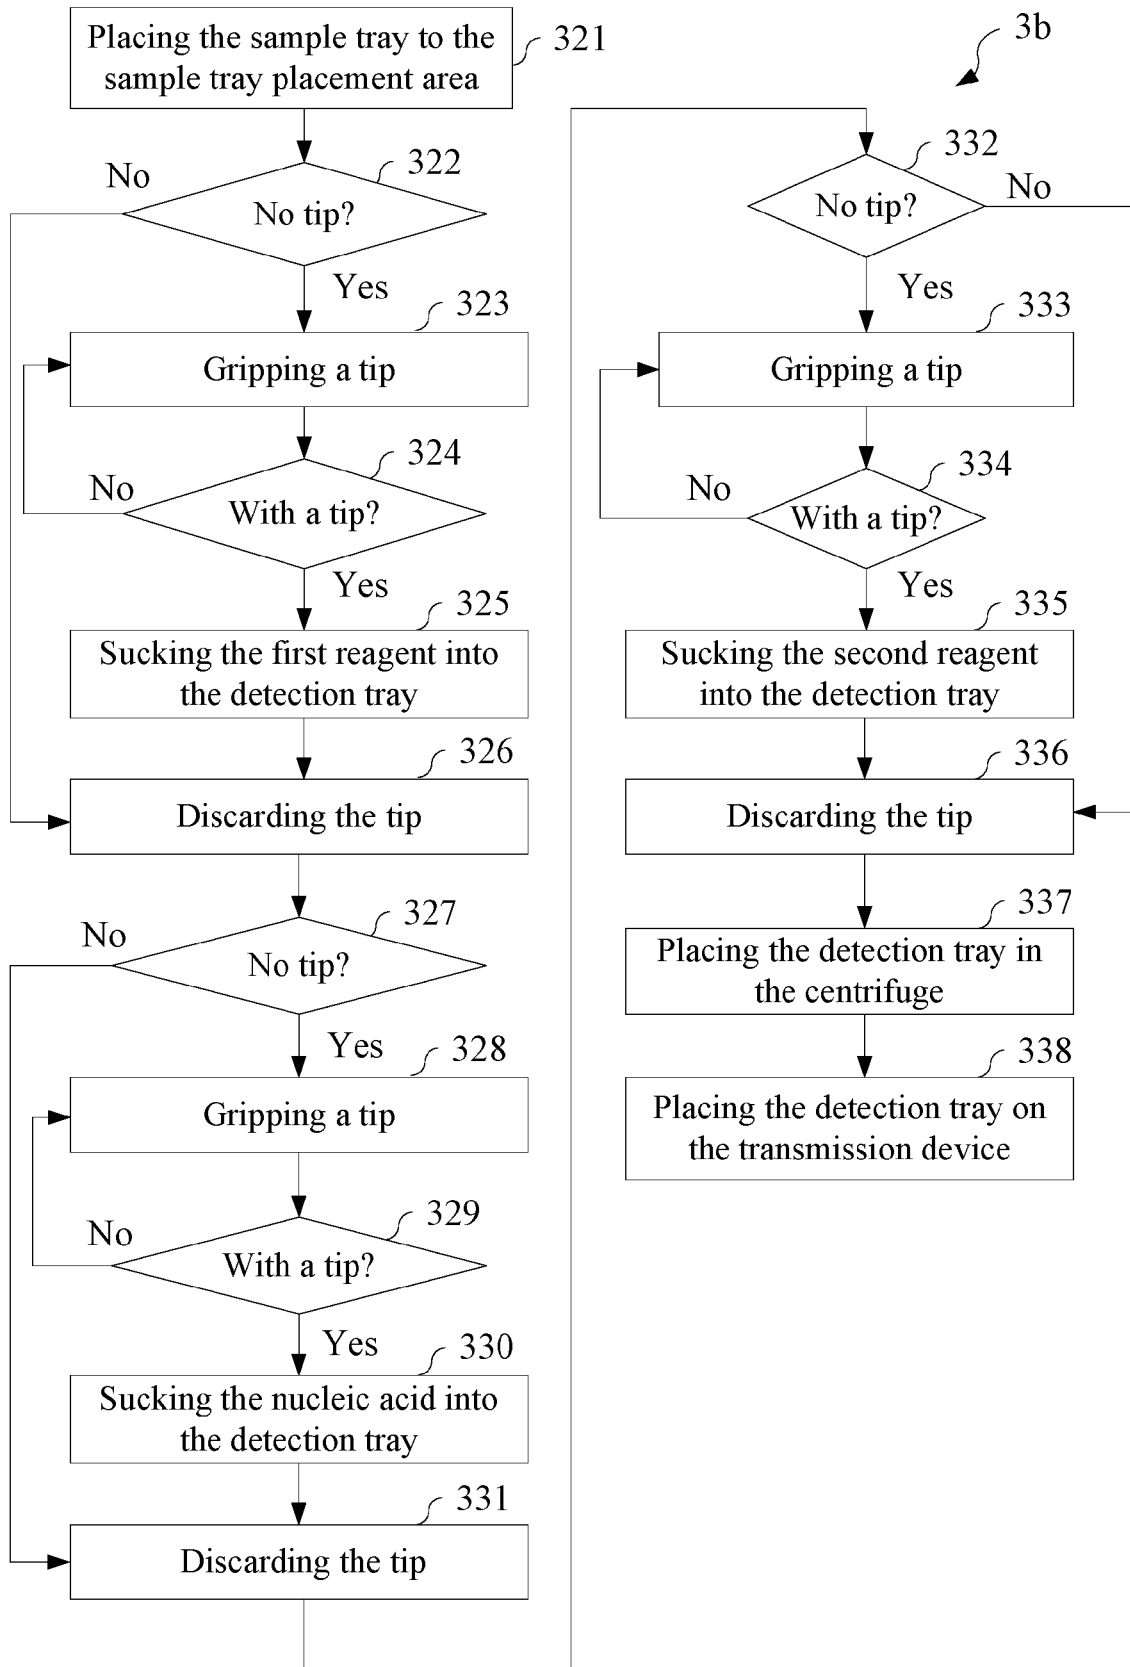 Placing the sample tray to the
sample tray placement area
321
No
322
No tip?
Yes
323
Gripping a tip
324
No
With a tip?
Yes
325
Sucking the first reagent into
the detection tray
326
Discarding the tip
327
No
No tip?
Yes
328
Gripping a tip
329
No
With a tip?
Yes
330
Sucking the nucleic acid into
the detection tray
331
Discarding the tip
3b
332
No
No tip?
Yes
333
Gripping a tip
334
No
With a tip?
Yes
335
Sucking the second reagent
into the detection tray
336
Discarding the tip
337
Placing the detection tray in
the centrifuge
338
Placing the detection tray on
the transmission device